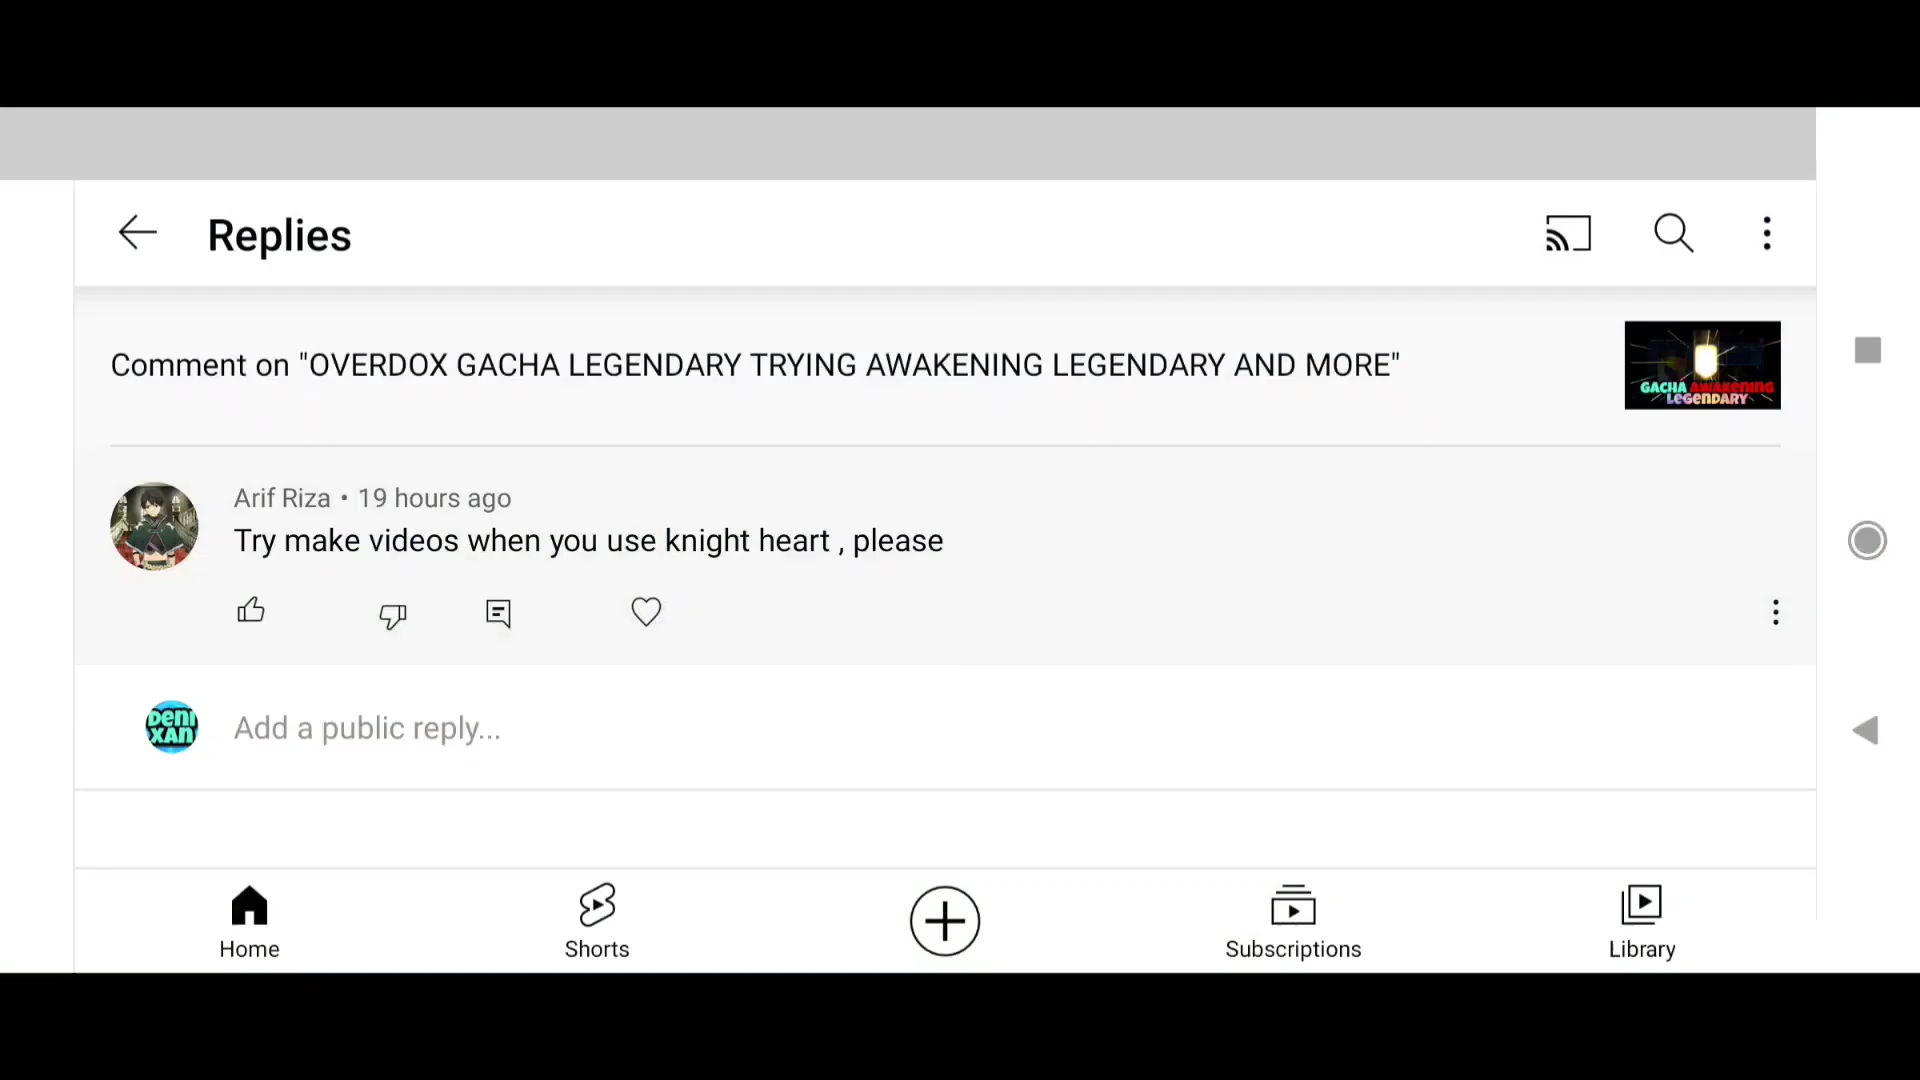 Replies
Comment on "OVERDOX GACHA LEGENDARY TRYING AWAKENING LEGENDARY AND MORE"
GACHA AWAKENING
LEGENDARY
Arif Riza • 19 hours ago
Try make videos when you use knight heart , please
DENI
XAN
Add a public reply...
Home
Shorts
Subscriptions
Library